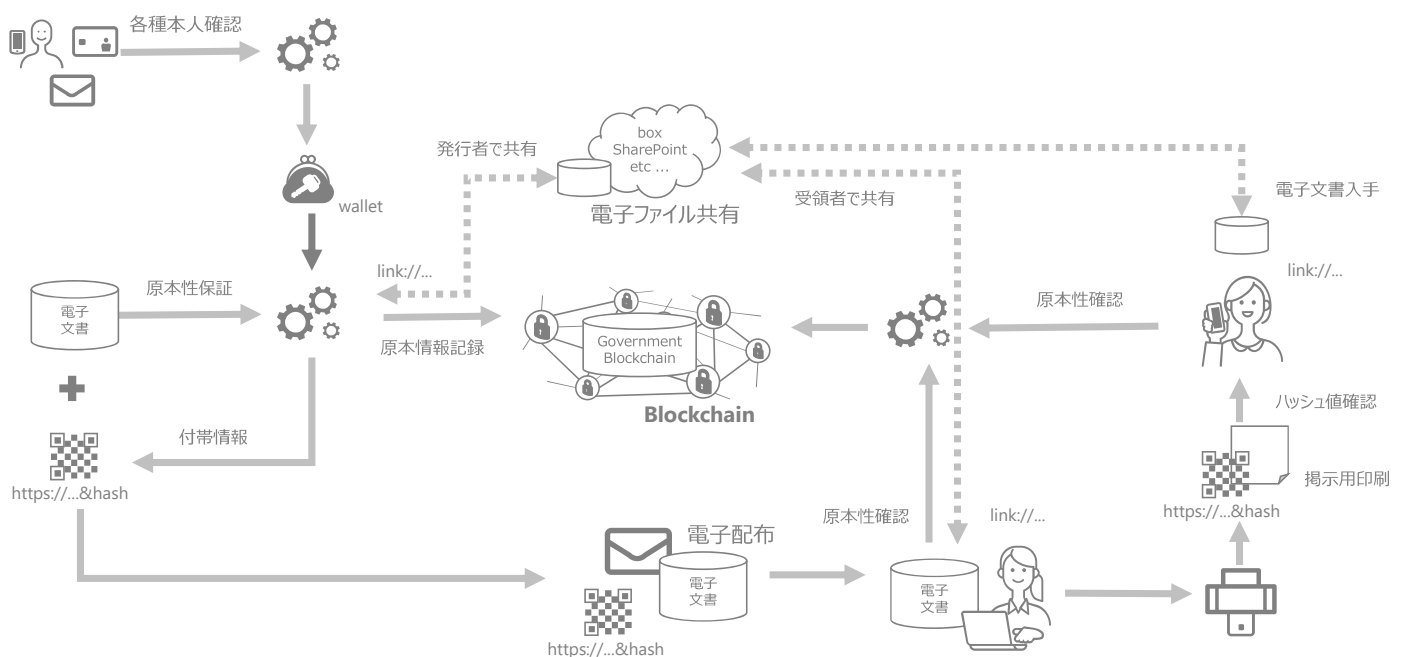 各種本人確認
wallet
発行者で共有
box
SharePoint
etc ...
電子ファイル共有
受領者で共有
電子文書入手
link://...
link://...
電子
文書
原本性保証
原本情報記録
Government
Blockchain
Blockchain
原本性確認
ハッシュ値確認
掲示用印刷
https://...&hash
付帯情報
https://...&hash
電子配布
電子
文書
https://...&hash
原本性確認
link://...
電子
文書